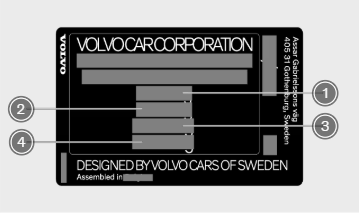 VOLVO
VOLVO CAR CORPORATION
Assar Gabrielssons väg
405 31 Gothenburg, Sweden
1
2
3
4
DESIGNED BY VOLVO CARS OF SWEDEN
Assembled in